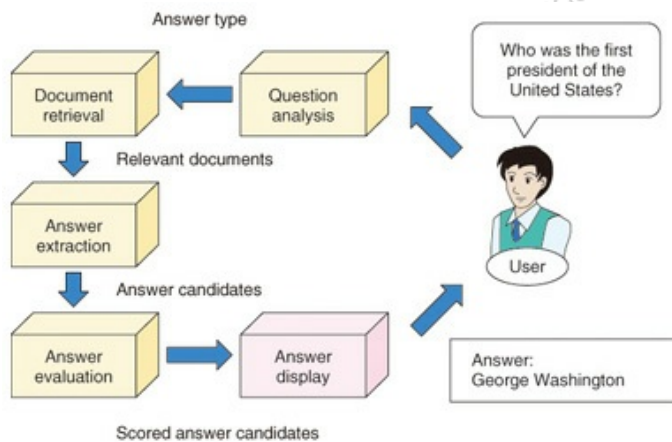 Answer type
Who was the first
president of the
United States?
Document
retrieval
Question
analysis
Relevant documents
Answer
extraction
User
Answer candidates
Answer
evaluation
Answer
display
Answer:
George Washington
Scored answer candidates